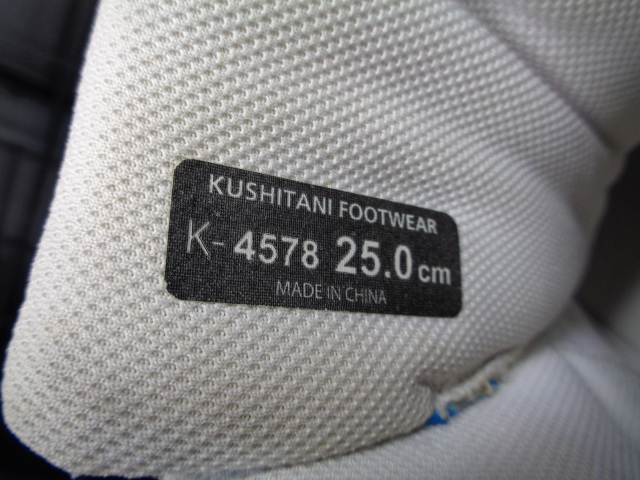 KUSHITANI FOOTWEAR
K-4578 25.0cm
MADE IN CHINA